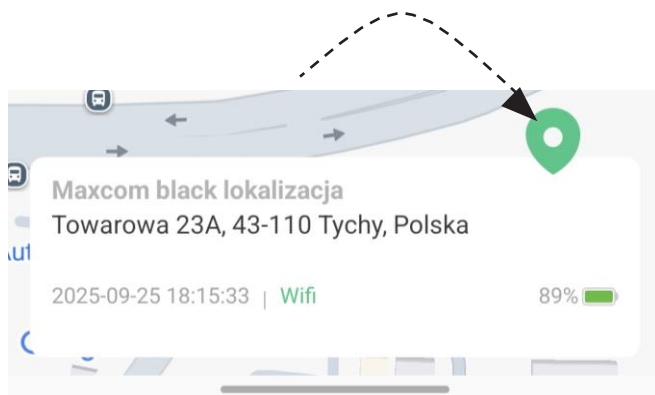 Maxcom black lokalizacja
Towarowa 23A, 43-110 Tychy, Polska
2025-09-25 18:15:33 | Wifi
89%